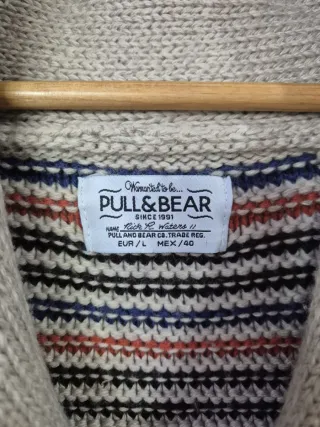 Warranted to be...
PULL&BEAR
SINCE 1991
NAME Rick R. Waters II
PULL AND BEAR CO. TRADE REG.
EUR/L MEX/40